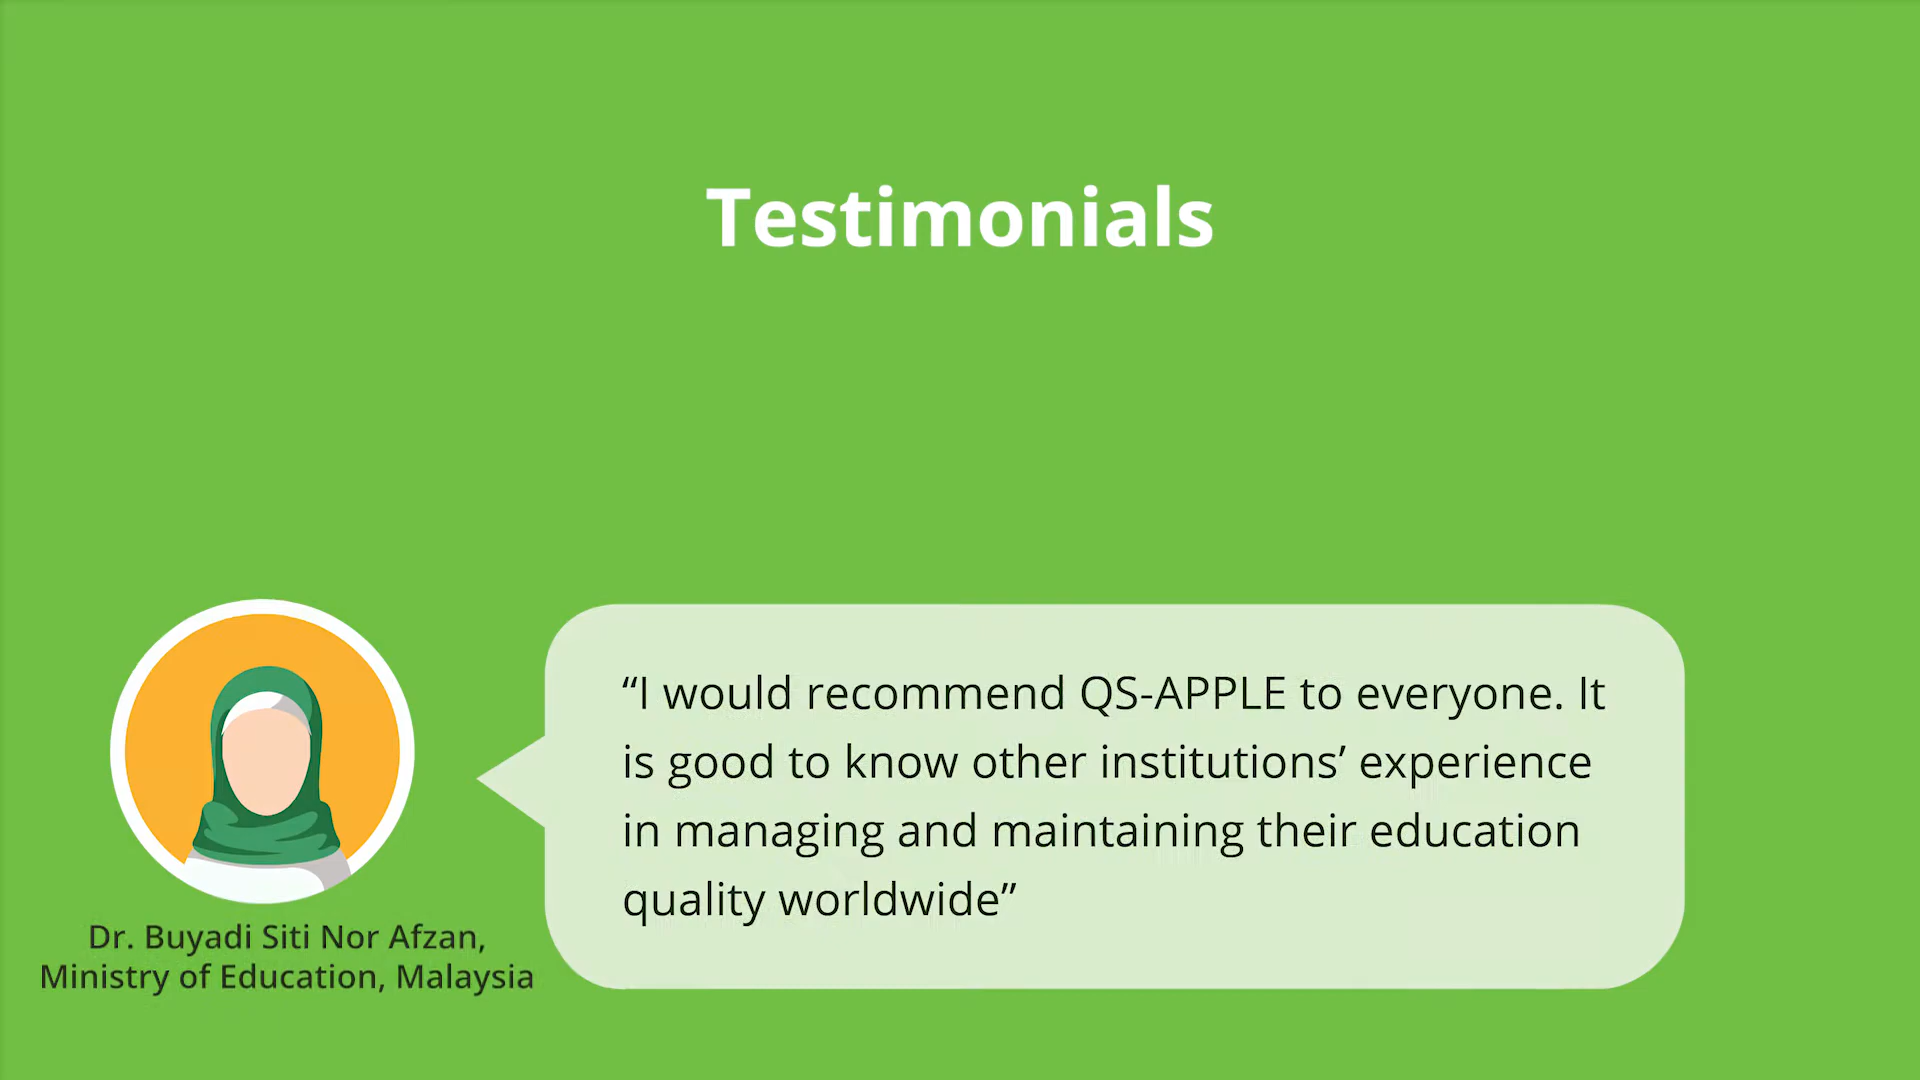 Testimonials
“I would recommend QS-APPLE to everyone. It
is good to know other institutions’ experience
in managing and maintaining their education
quality worldwide”
Dr. Buyadi Siti Nor Afzan,
Ministry of Education, Malaysia